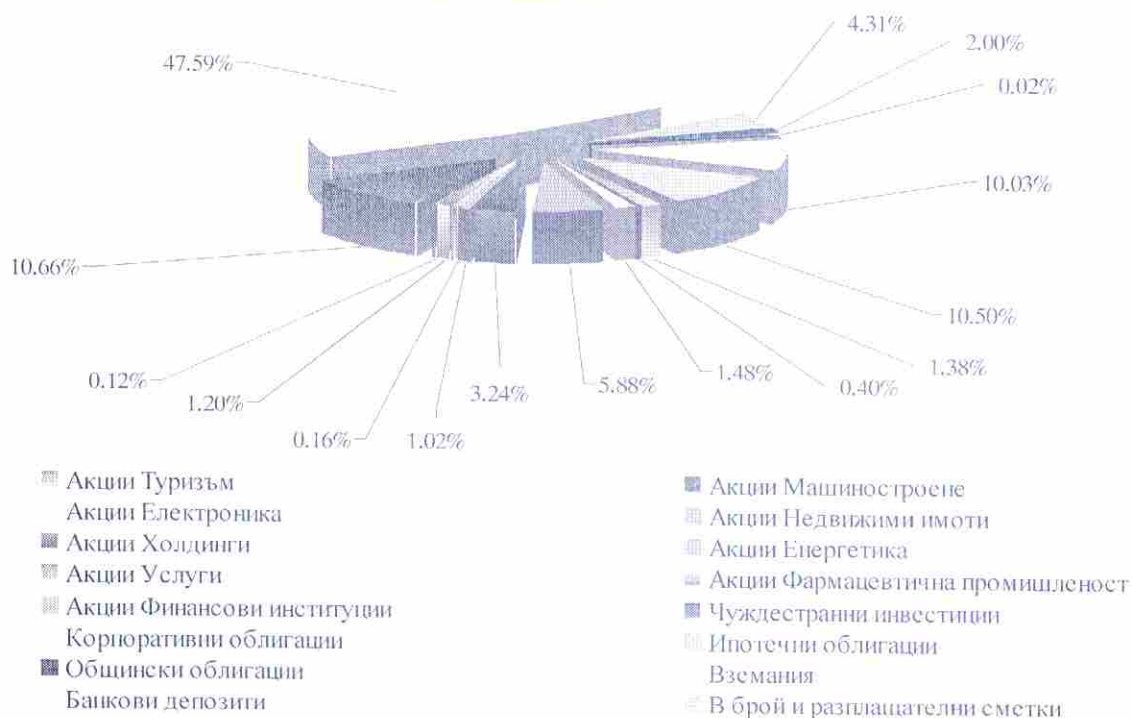 4.31%
2.00%
47.59%
0.02%
10.03%
10.66%
10.50%
0.12%
1.20%
0.16%
1.02%
3.24%
5.88%
1.48%
0.40%
1.38%
Акции Туризъм
Акции Електроника
Акции Холдинги
Акции Услуги
Акции Финансови институции
Корпоративни облигации
Общински облигации
Банкови депозити
Акции Машиностроене
Акции Недвижими имоти
Акции Енергетика
Акции Фармацевтична промишленост
Чуждестранни инвестиции
Ипотечни облигации
Вземания
В брой и разплащателни сметки